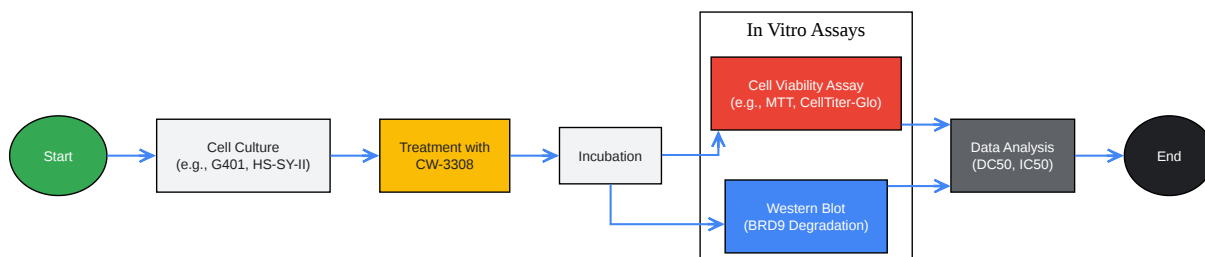 Start
Cell Culture
(e.g., G401, HS-SY-II)
Treatment with
CW-3308
Incubation
In Vitro Assays
Cell Viability Assay
(e.g., MTT, CellTiter-Glo)
Western Blot
(BRD9 Degradation)
Data Analysis
(DC50, IC50)
End